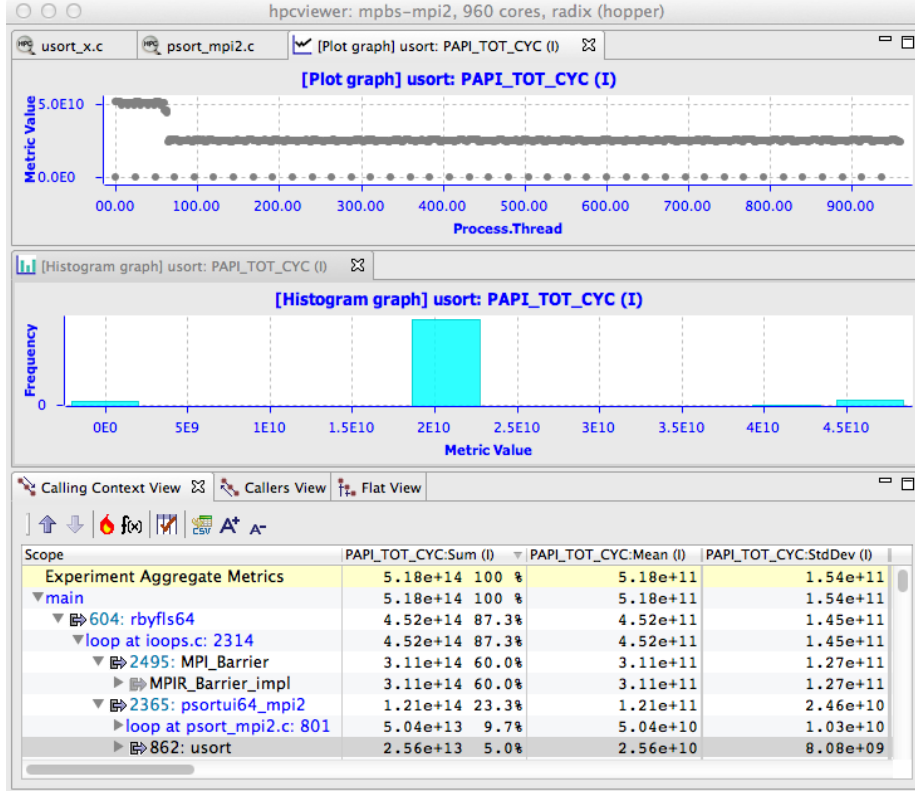 hpcviewer: mpbs-mpi2, 960 cores, radix (hopper)
usort_x.c psort_mpi2.c [Plot graph] usort: PAPI_TOT_CYC (I)
[Plot graph] usort: PAPI_TOT_CYC (I)
Metric Value
5.0E10
0.0E0
00.00 100.00 200.00 300.00 400.00 500.00 600.00 700.00 800.00 900.00
Process.Thread
[Histogram graph] usort: PAPI_TOT_CYC (I)
[Histogram graph] usort: PAPI_TOT_CYC (I)
Frequency
0
0E0 5E9 1E10 1.5E10 2E10 2.5E10 3E10 3.5E10 4E10 4.5E10
Metric Value
Calling Context View Callers View Flat View
f(x) CSV A+ A-
Scope PAPI_TOT_CYC:Sum (I) PAPI_TOT_CYC:Mean (I) PAPI_TOT_CYC:StdDev (I)
Experiment Aggregate Metrics 5.18e+14 100 % 5.18e+11 1.54e+11
main 5.18e+14 100 % 5.18e+11 1.54e+11
604: rbyfls64 4.52e+14 87.3% 4.52e+11 1.45e+11
loop at ioops.c: 2314 4.52e+14 87.3% 4.52e+11 1.45e+11
2495: MPI_Barrier 3.11e+14 60.0% 3.11e+11 1.27e+11
MPIR_Barrier_impl 3.11e+14 60.0% 3.11e+11 1.27e+11
2365: psortui64_mpi2 1.21e+14 23.3% 1.21e+11 2.46e+10
loop at psort_mpi2.c: 801 5.04e+13 9.7% 5.04e+10 1.03e+10
862: usort 2.56e+13 5.0% 2.56e+10 8.08e+09